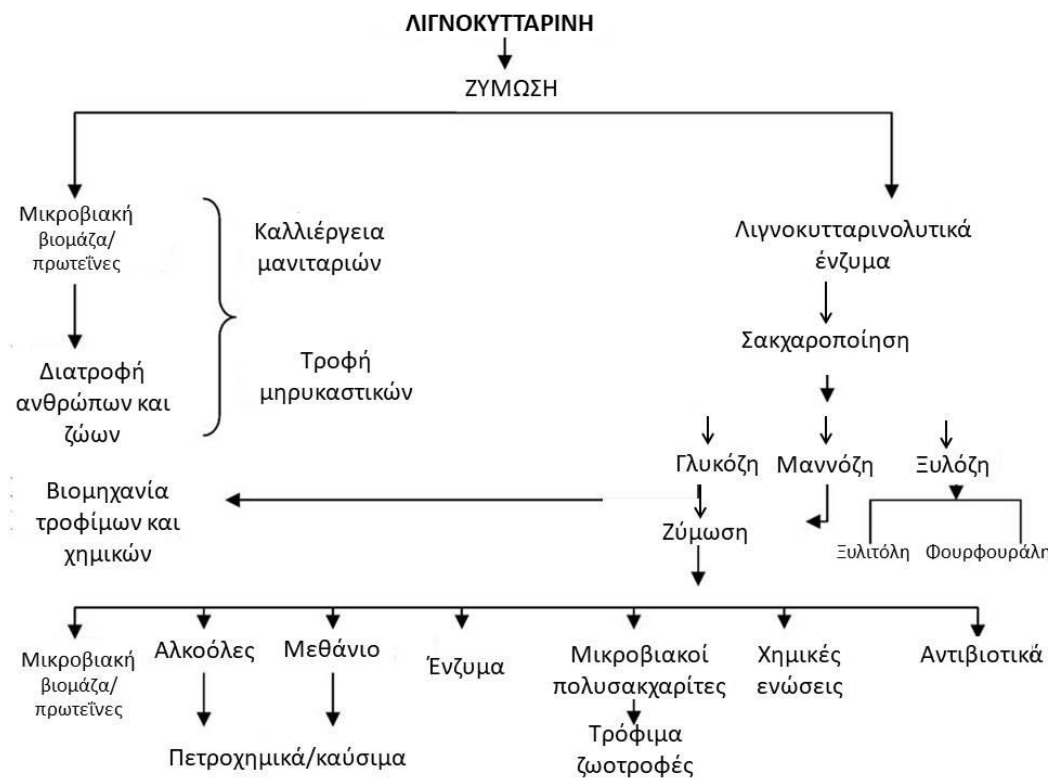 ΛΙΓΝΟΚΥΤΤΑΡΙΝΗ
ΖΥΜΩΣΗ
Μικροβιακή
βιομάζα/
πρωτεΐνες
Καλλιέργεια
μανιταριών
Λιγνοκυτταρινολυτικά
ένζυμα
Σακχαροποίηση
Διατροφή
ανθρώπων και
ζώων
Τροφή
μηρυκαστικών
Γλυκόζη
Μαννόζη
Ξυλόζη
Βιομηχανία
τροφίμων και
χημικών
Ζύμωση
Ξυλιτόλη
Φουρφουράλη
Μικροβιακή
βιομάζα/
πρωτεΐνες
Αλκοόλες
Μεθάνιο
Ένζυμα
Μικροβιακοί
πολυσακχαρίτες
Χημικές
ενώσεις
Αντιβιοτικά
Πετροχημικά/καύσιμα
Τρόφιμα
ζωοτροφές